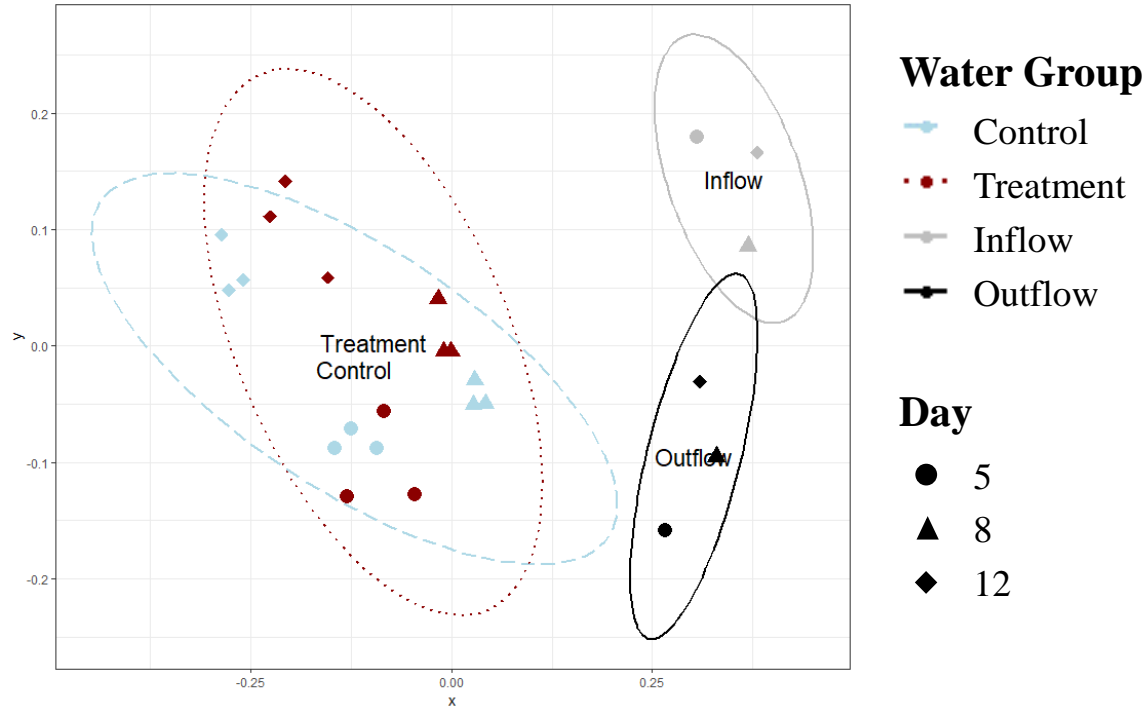 0.2
0.1
0.0
-0.1
-0.2
y
-0.25
0.00
0.25
x
Inflow
Treatment
Control
Outflow
Water Group
Control
Treatment
Inflow
Outflow
Day
5
8
12